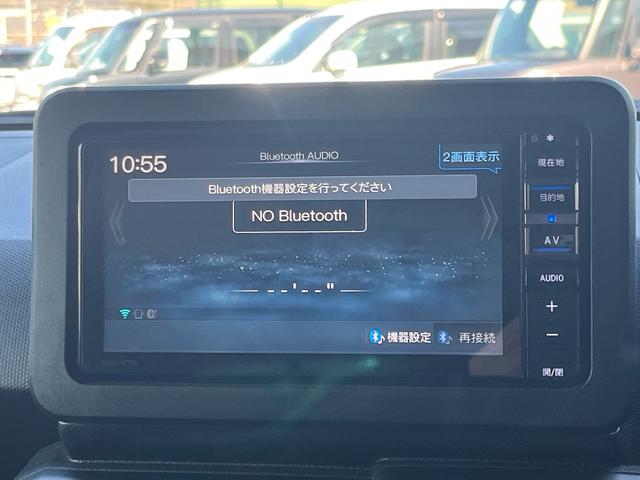 Bluetooth AUDIO
10:55
2画面表示
Bluetooth機器設定を行ってください
NO Bluetooth
--'--"
機器設定
再接続
現在地
目的地
AV
AUDIO
+
−
開/閉